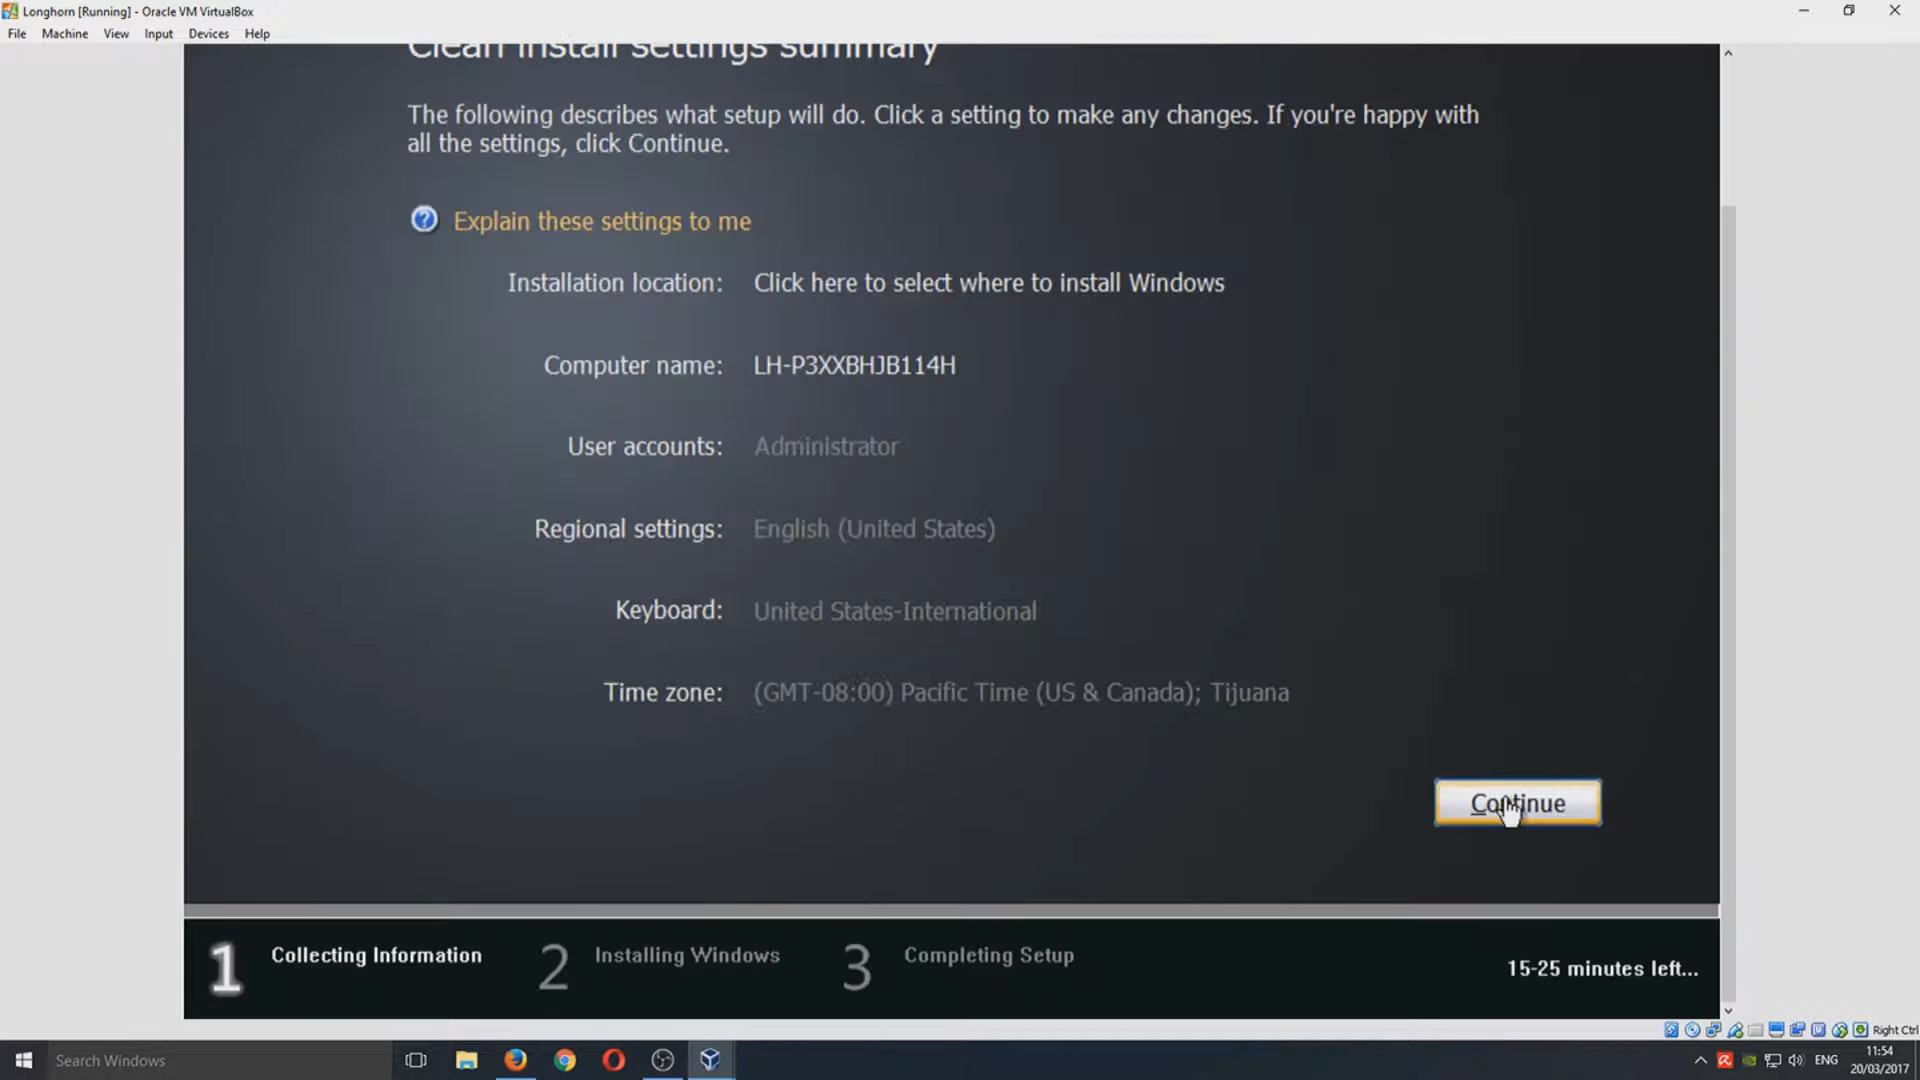 Longhorn [Running] - Oracle VM VirtualBox
File Machine View Input Devices Help
Clean install settings summary
The following describes what setup will do. Click a setting to make any changes. If you're happy with
all the settings, click Continue.
Explain these settings to me
Installation location: Click here to select where to install Windows
Computer name: LH-P3XXBHJB114H
User accounts: Administrator
Regional settings: English (United States)
Keyboard: United States-International
Time zone: (GMT-08:00) Pacific Time (US & Canada); Tijuana
Continue
1 Collecting Information 2 Installing Windows 3 Completing Setup
15-25 minutes left...
Right Ctrl
Search Windows
ENG
11:54
20/03/2017